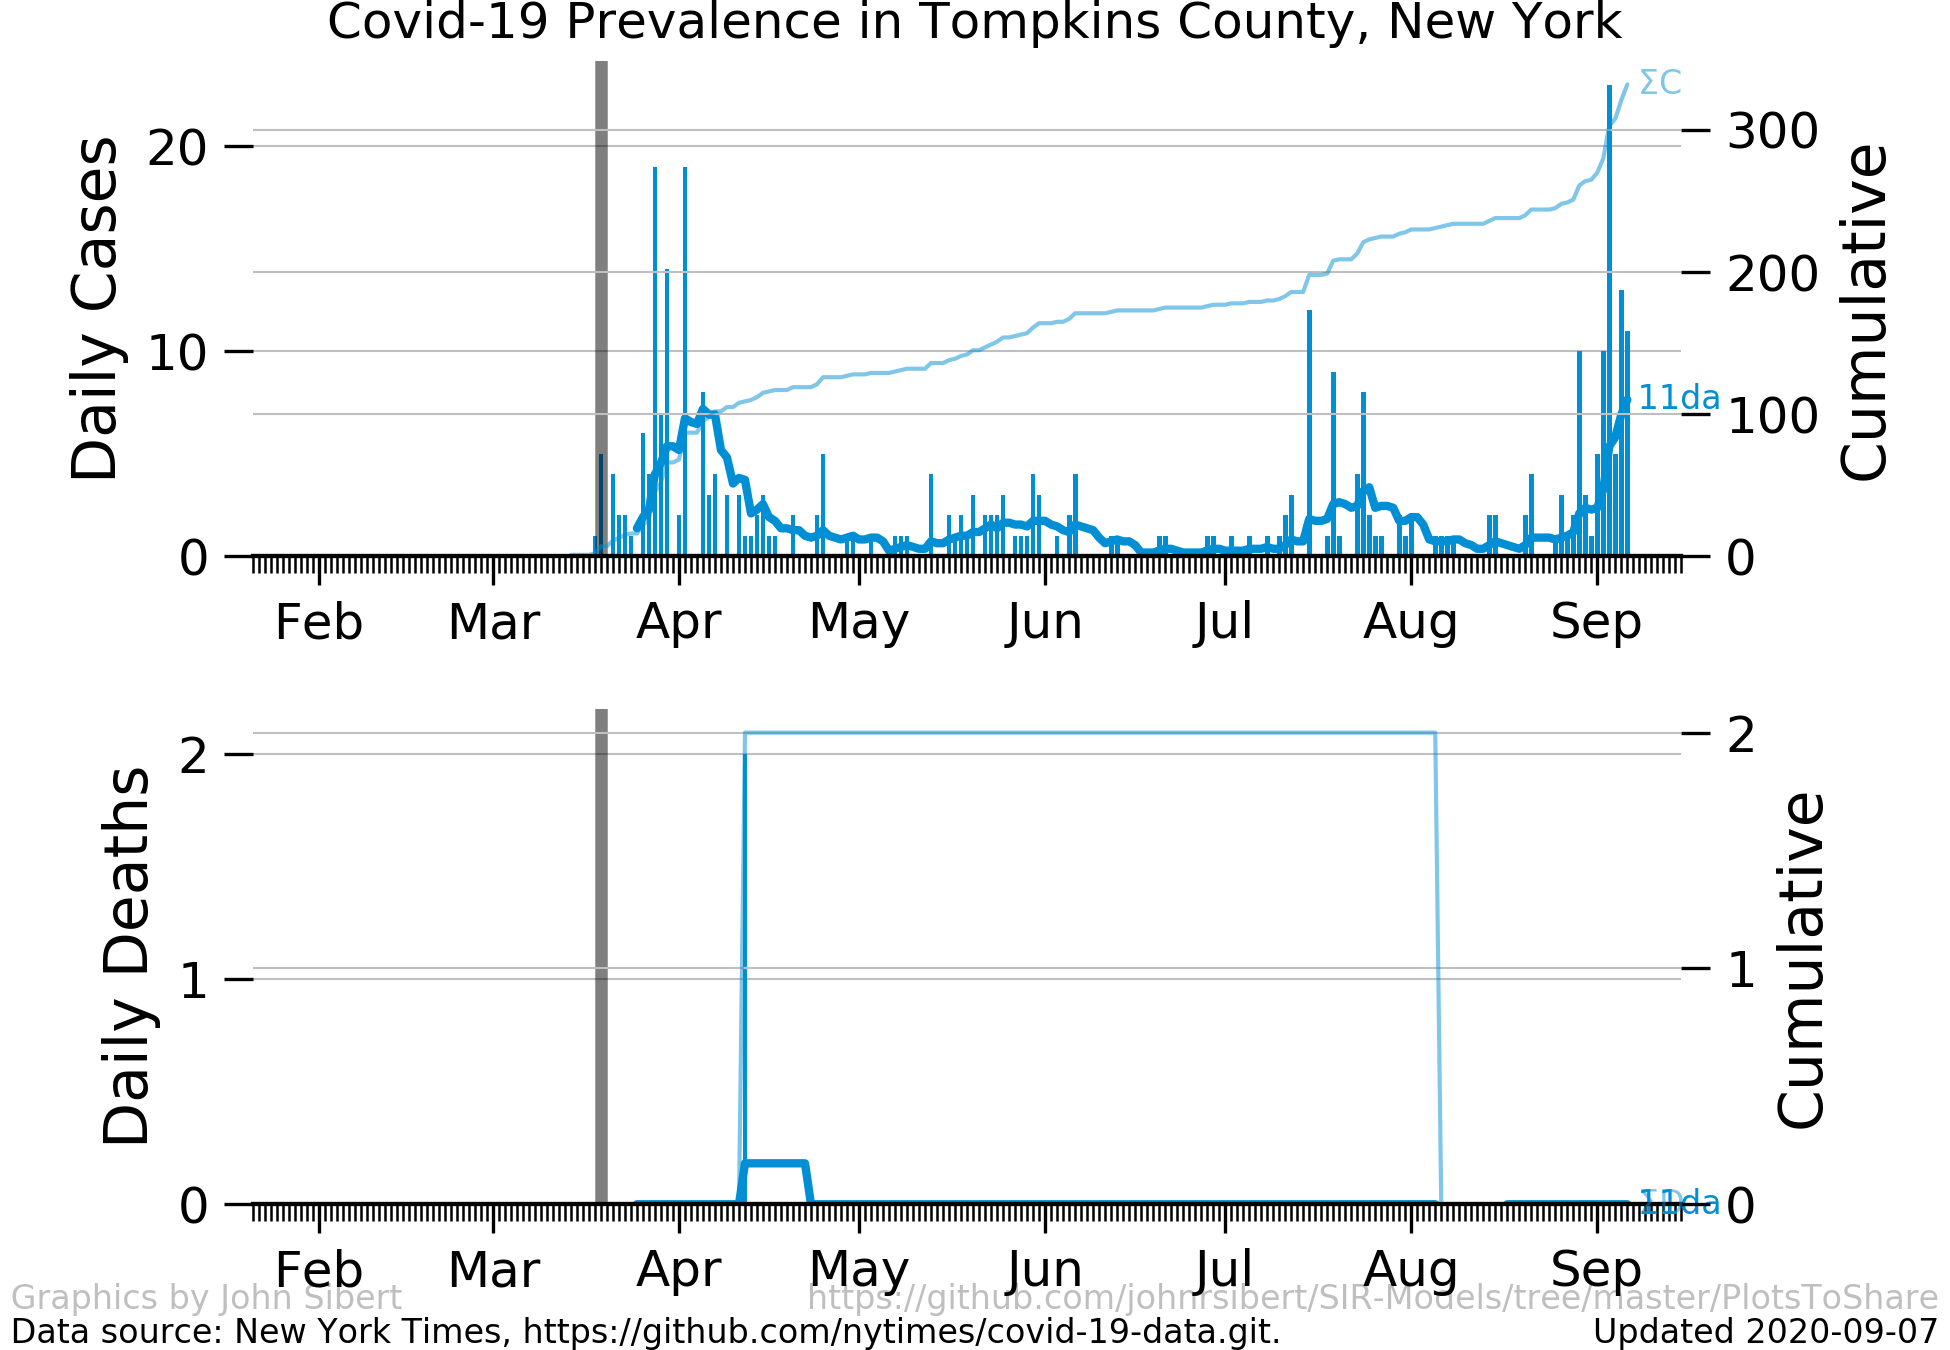 Covid-19 Prevalence in Tompkins County, New York
ΣC
20
300
Daily Cases
Cumulative
200
10
11da
100
0
0
Feb Mar Apr May Jun Jul Aug Sep
2
2
Daily Deaths
Cumulative
1
1
0
ΣD
11da
0
Feb Mar Apr May Jun Jul Aug Sep
Graphics by John Sibert
https://github.com/johnrsibert/SIR-Models/tree/master/PlotsToShare
Data source: New York Times, https://github.com/nytimes/covid-19-data.git.
Updated 2020-09-07